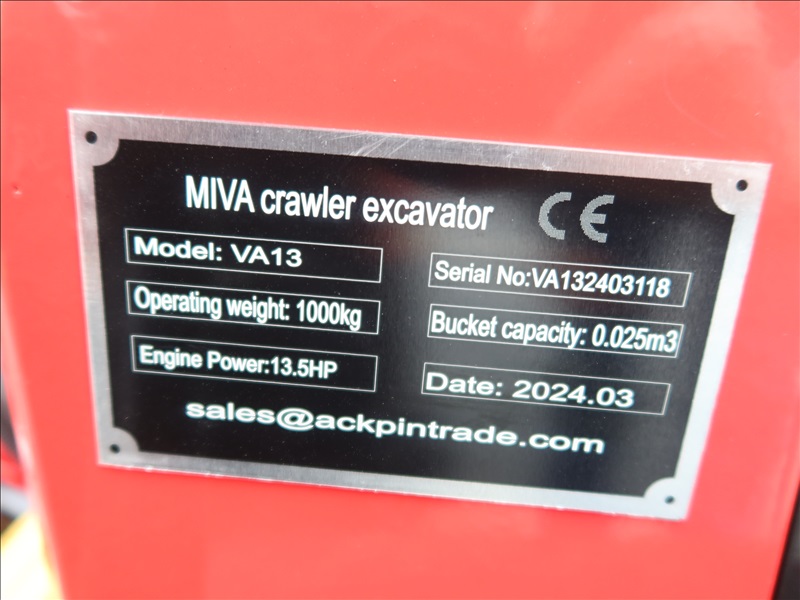 MIVA crawler excavator CE
Model: VA13
Serial No:VA132403118
Operating weight: 1000kg
Bucket capacity: 0.025m3
Engine Power:13.5HP
Date: 2024.03
sales@ackpintrade.com